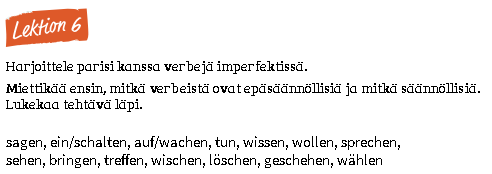 Lektion 6
Harjoittele parisi kanssa verbejä imperfektissä.
Miettikää ensin, mitkä verbeistä ovat epäsäännöllisiä ja mitkä säännöllisiä.
Lukekaa tehtävä läpi.
sagen, ein/schalten, auf/wachen, tun, wissen, wollen, sprechen,
sehen, bringen, treffen, wischen, löschen, geschehen, wählen